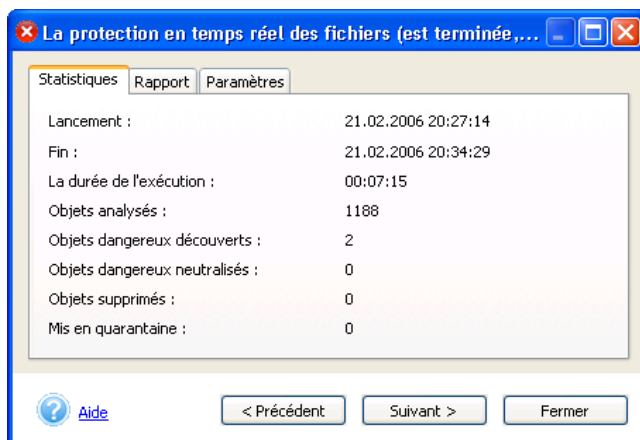 La protection en temps réel des fichiers (est terminée,...
Statistiques Rapport Paramètres
Lancement : 21.02.2006 20:27:14
Fin : 21.02.2006 20:34:29
La durée de l'exécution : 00:07:15
Objets analysés : 1188
Objets dangereux découverts : 2
Objets dangereux neutralisés : 0
Objets supprimés : 0
Mis en quarantaine : 0
Aide < Précédent Suivant > Fermer